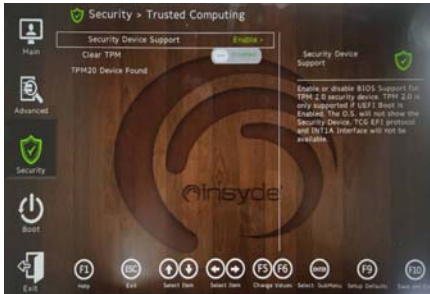 Security > Trusted Computing
Main
Advanced
Security
Boot
Exit
Security Device Support
Enable >
Clear TPM
TPM20 Device Found
insyde
Security Device
Support
Enable or disable BIOS Support for
TPM 2.0 security device. TPM 2.0 is
only supported if UEFI Boot is
Enabled. The O.S. will not show the
Security Device. TCG EFI protocol
and INT1A Interface will not be
available.
F1
Help
ESC
Exit
Select Item
Select Item
F5 F6
Change Values
ENTER
Select SubMenu
F9
Setup Defaults
F10
Save and